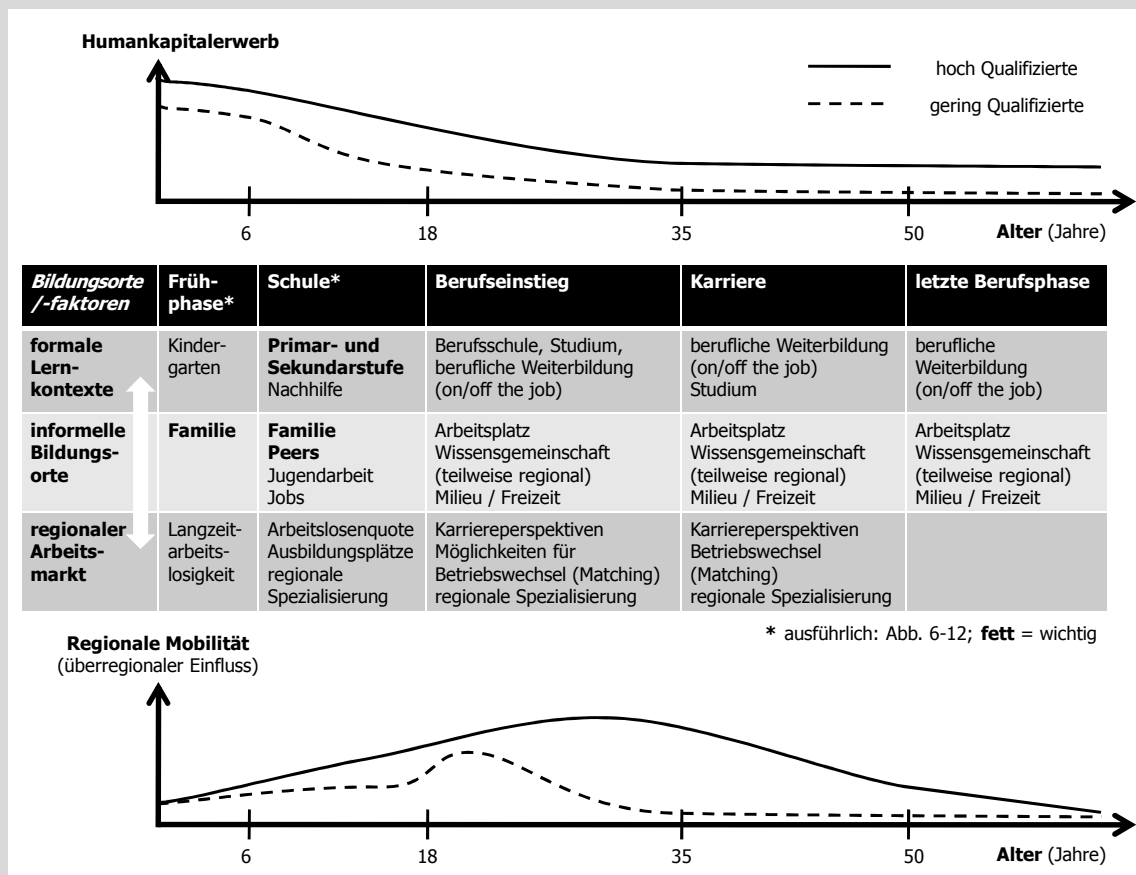 Humankapitalerwerb
hoch Qualifizierte
gering Qualifizierte
6
18
35
50
Alter (Jahre)
Bildungsorte
/-faktoren
Früh-
phase*
Schule*
Berufseinstieg
Karriere
letzte Berufsphase
formale
Lern-
kontexte
Kinder-
garten
Primar- und
Sekundarstufe
Nachhilfe
Berufsschule, Studium,
berufliche Weiterbildung
(on/off the job)
berufliche Weiterbildung
(on/off the job)
Studium
berufliche
Weiterbildung
(on/off the job)
informelle
Bildungs-
orte
Familie
Familie
Peers
Jugendarbeit
Jobs
Arbeitsplatz
Wissensgemeinschaft
(teilweise regional)
Milieu / Freizeit
Arbeitsplatz
Wissensgemeinschaft
(teilweise regional)
Milieu / Freizeit
Arbeitsplatz
Wissensgemeinschaft
(teilweise regional)
Milieu / Freizeit
regionaler
Arbeits-
markt
Langzeit-
arbeits-
losigkeit
Arbeitslosenquote
Ausbildungsplätze
regionale
Spezialisierung
Karriereperspektiven
Möglichkeiten für
Betriebswechsel (Matching)
regionale Spezialisierung
Karriereperspektiven
Betriebswechsel
(Matching)
regionale Spezialisierung
* ausführlich: Abb. 6-12; fett = wichtig
Regionale Mobilität
(überregionaler Einfluss)
6
18
35
50
Alter (Jahre)